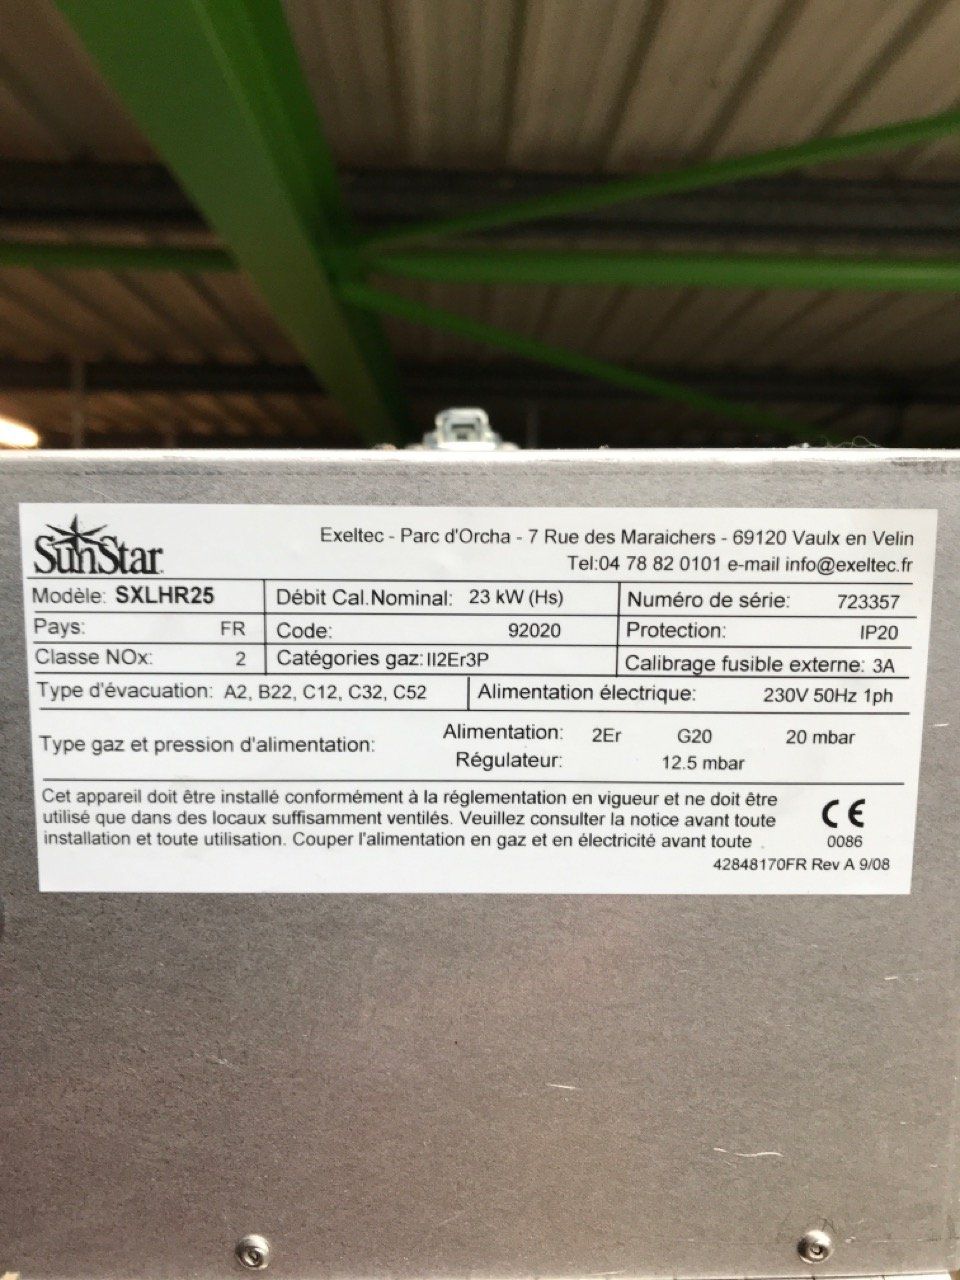 SunStar
Exeltec - Parc d'Orcha - 7 Rue des Maraichers - 69120 Vaulx en Velin
Tel:04 78 82 0101 e-mail info@exeltec.fr
Modèle: SXLHR25 Débit Cal.Nominal: 23 kW (Hs) Numéro de série: 723357
Pays: FR Code: 92020 Protection: IP20
Classe NOx: 2 Catégories gaz: II2Er3P Calibrage fusible externe: 3A
Type d'évacuation: A2, B22, C12, C32, C52 Alimentation électrique: 230V 50Hz 1ph
Type gaz et pression d'alimentation: Alimentation: 2Er G20 20 mbar
Régulateur: 12.5 mbar
Cet appareil doit être installé conformément à la réglementation en vigueur et ne doit être
utilisé que dans des locaux suffisamment ventilés. Veuillez consulter la notice avant toute
installation et toute utilisation. Couper l'alimentation en gaz et en électricité avant toute .
CE
0086
42848170FR Rev A 9/08